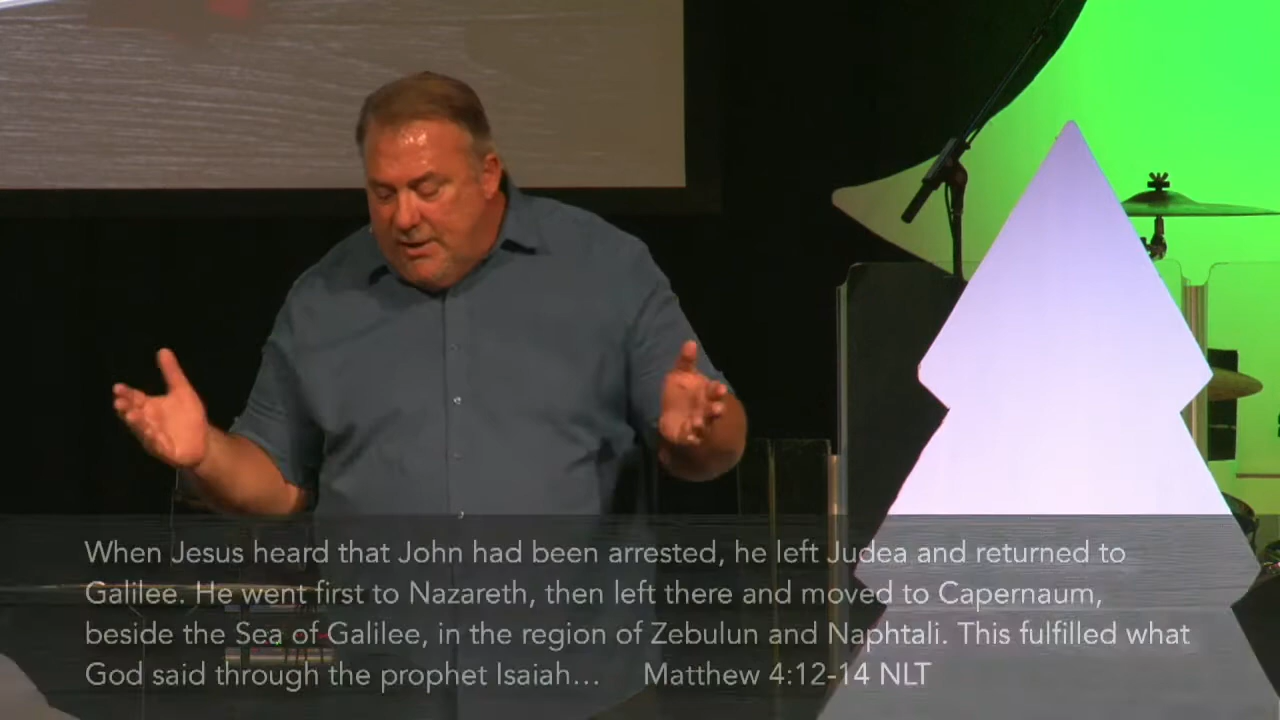 When Jesus heard that John had been arrested, he left Judea and returned to
Galilee. He went first to Nazareth, then left there and moved to Capernaum,
beside the Sea of Galilee, in the region of Zebulun and Naphtali. This fulfilled what
God said through the prophet Isaiah... Matthew 4:12-14 NLT